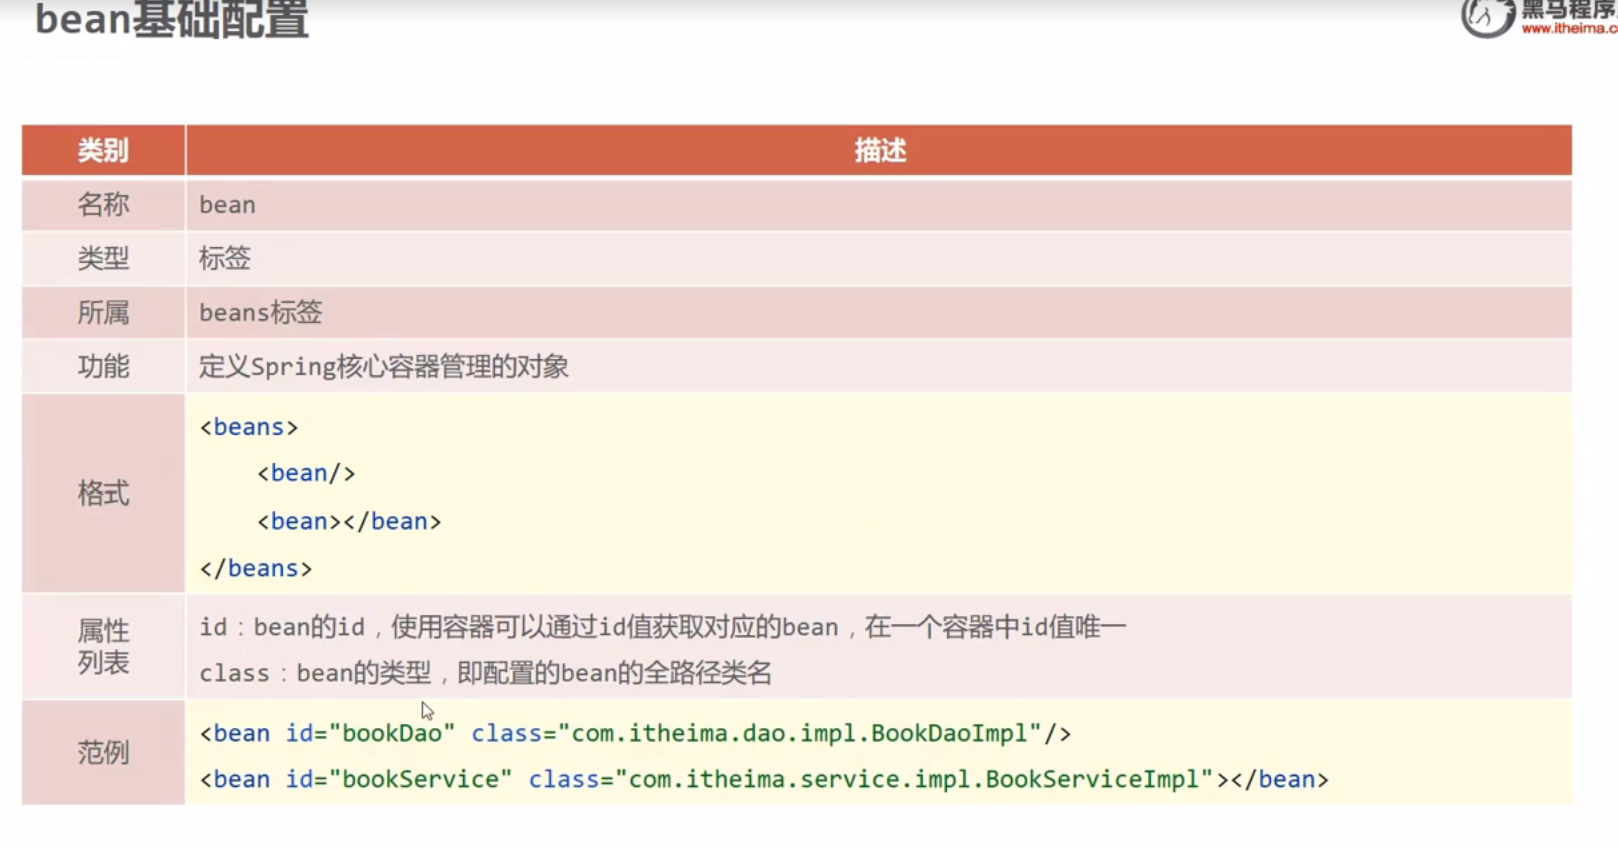 bean基础配置
黑马程序
www.itheima.c
类别 描述
名称 bean
类型 标签
所属 beans标签
功能 定义Spring核心容器管理的对象
格式
<beans>
<bean/>
<bean></bean>
</beans>
属性
列表
id：bean的id，使用容器可以通过id值获取对应的bean，在一个容器中id值唯一
class：bean的类型，即配置的bean的全路径类名
范例
<bean id="bookDao" class="com.itheima.dao.impl.BookDaoImpl"/>
<bean id="bookService" class="com.itheima.service.impl.BookServiceImpl"></bean>